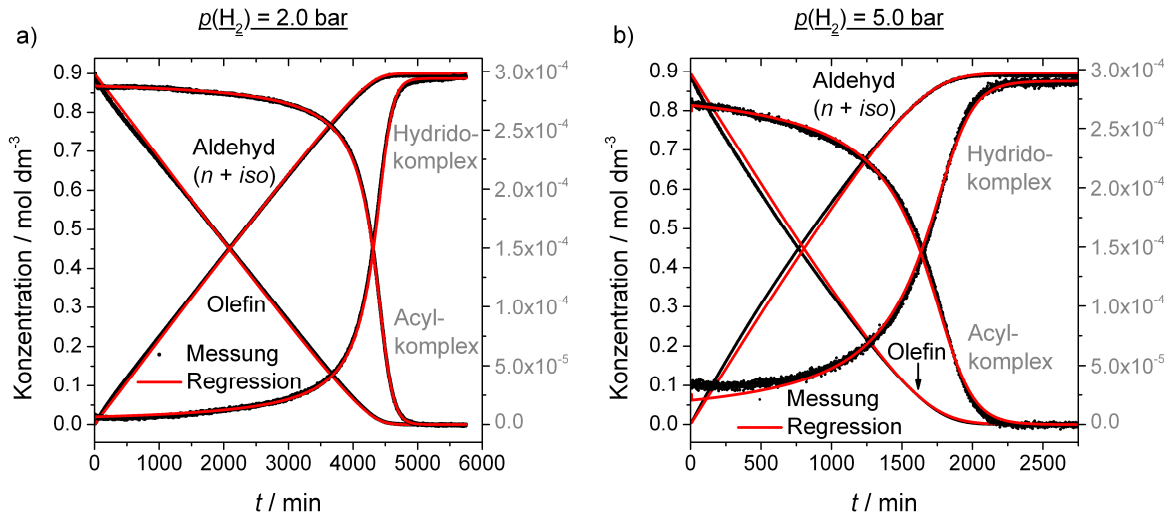 p(H2) = 2.0 bar
a)
0.9
0.8
0.7
0.6
0.5
0.4
0.3
0.2
0.1
0.0
Konzentration / mol dm-3
3.0x10-4
2.5x10-4
2.0x10-4
1.5x10-4
1.0x10-4
5.0x10-5
0.0
Aldehyd
(n + iso)
Hydrido-
komplex
Olefin
Acyl-
komplex
Messung
Regression
0 1000 2000 3000 4000 5000 6000
t / min
p(H2) = 5.0 bar
b)
0.9
0.8
0.7
0.6
0.5
0.4
0.3
0.2
0.1
0.0
Konzentration / mol dm-3
3.0x10-4
2.5x10-4
2.0x10-4
1.5x10-4
1.0x10-4
5.0x10-5
0.0
Aldehyd
(n + iso)
Hydrido-
komplex
Olefin
Acyl-
komplex
Messung
Regression
0 500 1000 1500 2000 2500
t / min